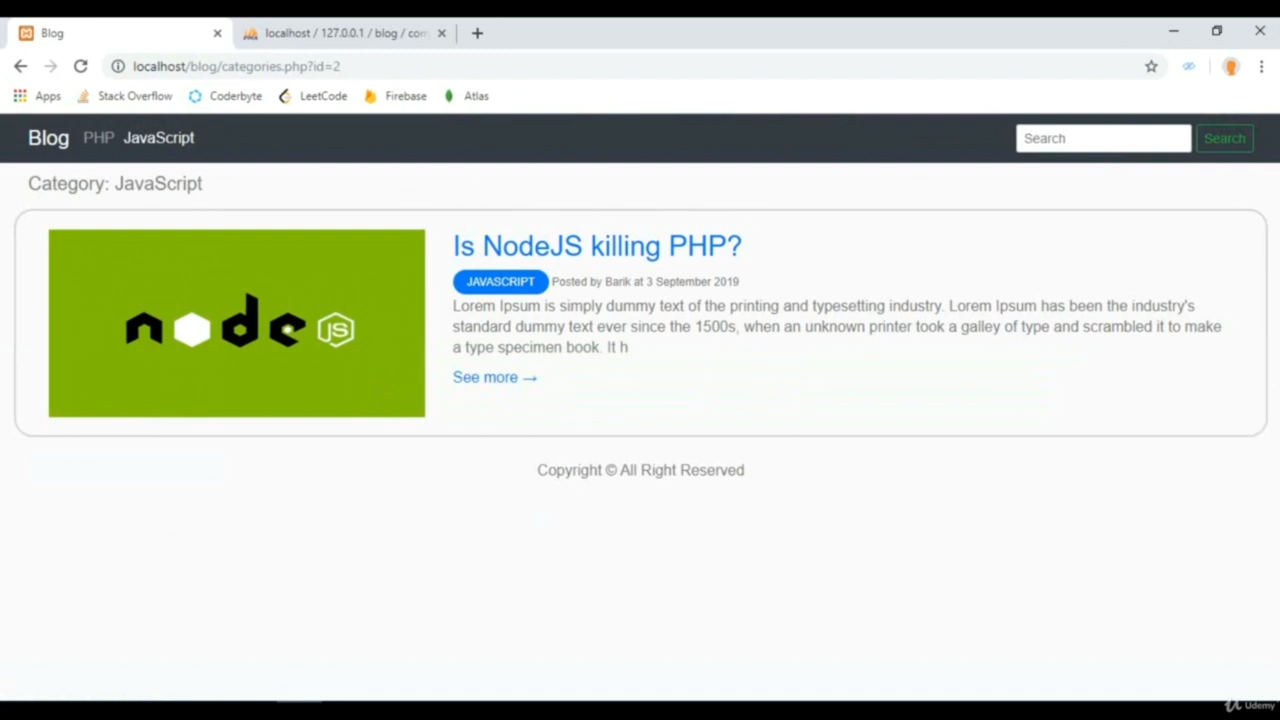 Blog
localhost / 127.0.0.1 / blog / com
localhost/blog/categories.php?id=2
Apps Stack Overflow Coderbyte LeetCode Firebase Atlas
Blog PHP JavaScript Search Search
Category: JavaScript
node JS
Is NodeJS killing PHP?
JAVASCRIPT Posted by Barik at 3 September 2019
Lorem Ipsum is simply dummy text of the printing and typesetting industry. Lorem Ipsum has been the industry's
standard dummy text ever since the 1500s, when an unknown printer took a galley of type and scrambled it to make
a type specimen book. It h
See more →
Copyright © All Right Reserved
Udemy